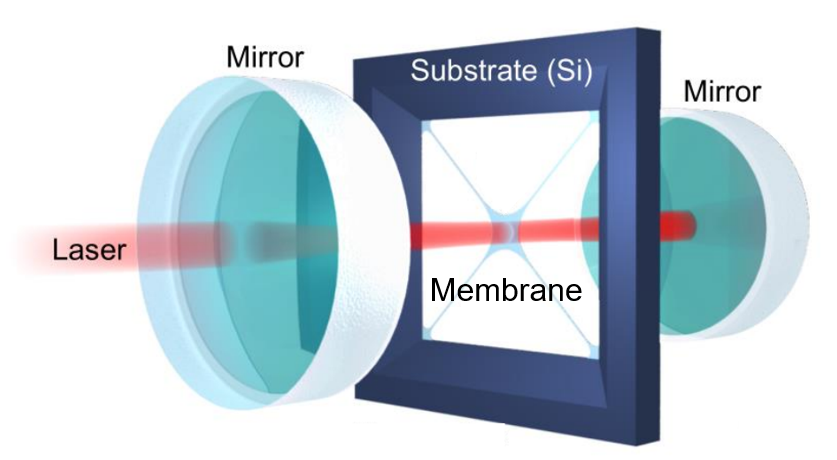 Mirror
Substrate (Si)
Mirror
Laser
Membrane